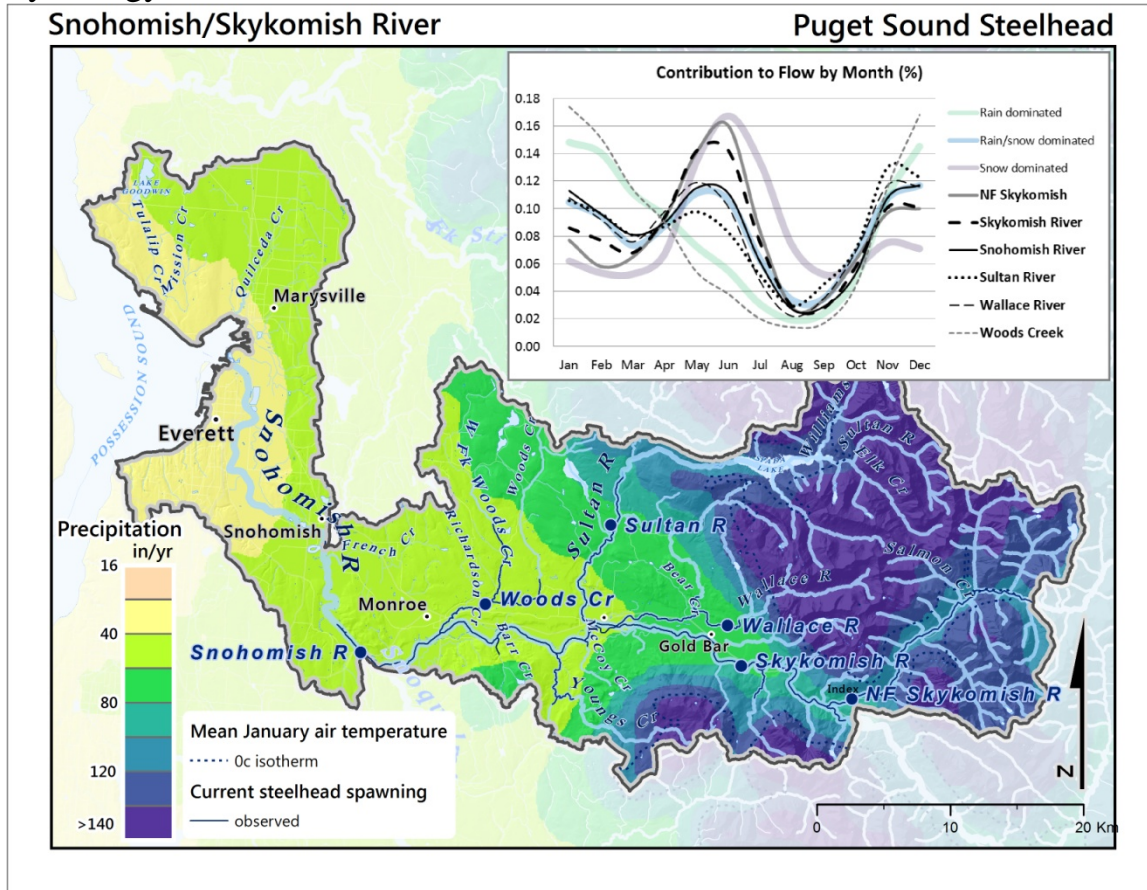 Snohomish/Skykomish River
Puget Sound Steelhead
Contribution to Flow by Month (%)
0.18
0.16
0.14
0.12
0.10
0.08
0.06
0.04
0.02
0.00
Jan Feb Mar Apr May Jun Jul Aug Sep Oct Nov Dec
Rain dominated
Rain/snow dominated
Snow dominated
NF Skykomish
Skykomish River
Snohomish River
Sultan River
Wallace River
Woods Creek
LAKE
GOODWIN
Tulalip Cr
Mission Cr
Quilceda Cr
Marysville
POSSESSION SOUND
Everett
Snohomish R
Snohomish
French Cr
Monroe
Richardson Cr
W Fk Woods Cr
Woods Cr
Woods Cr
Barr Cr
Sultan R
Sultan R
McCoy Cr
Youngs Cr
Bear Cr
Wallace R
Wallace R
Gold Bar
Skykomish R
Index
NF Skykomish R
Williams
Sultan R
Elk Cr
Salmon Cr
SPADA
LAKE
Snohomish R
Precipitation
in/yr
16
40
80
120
>140
Mean January air temperature
0c isotherm
Current steelhead spawning
observed
N
0 10 20 Km